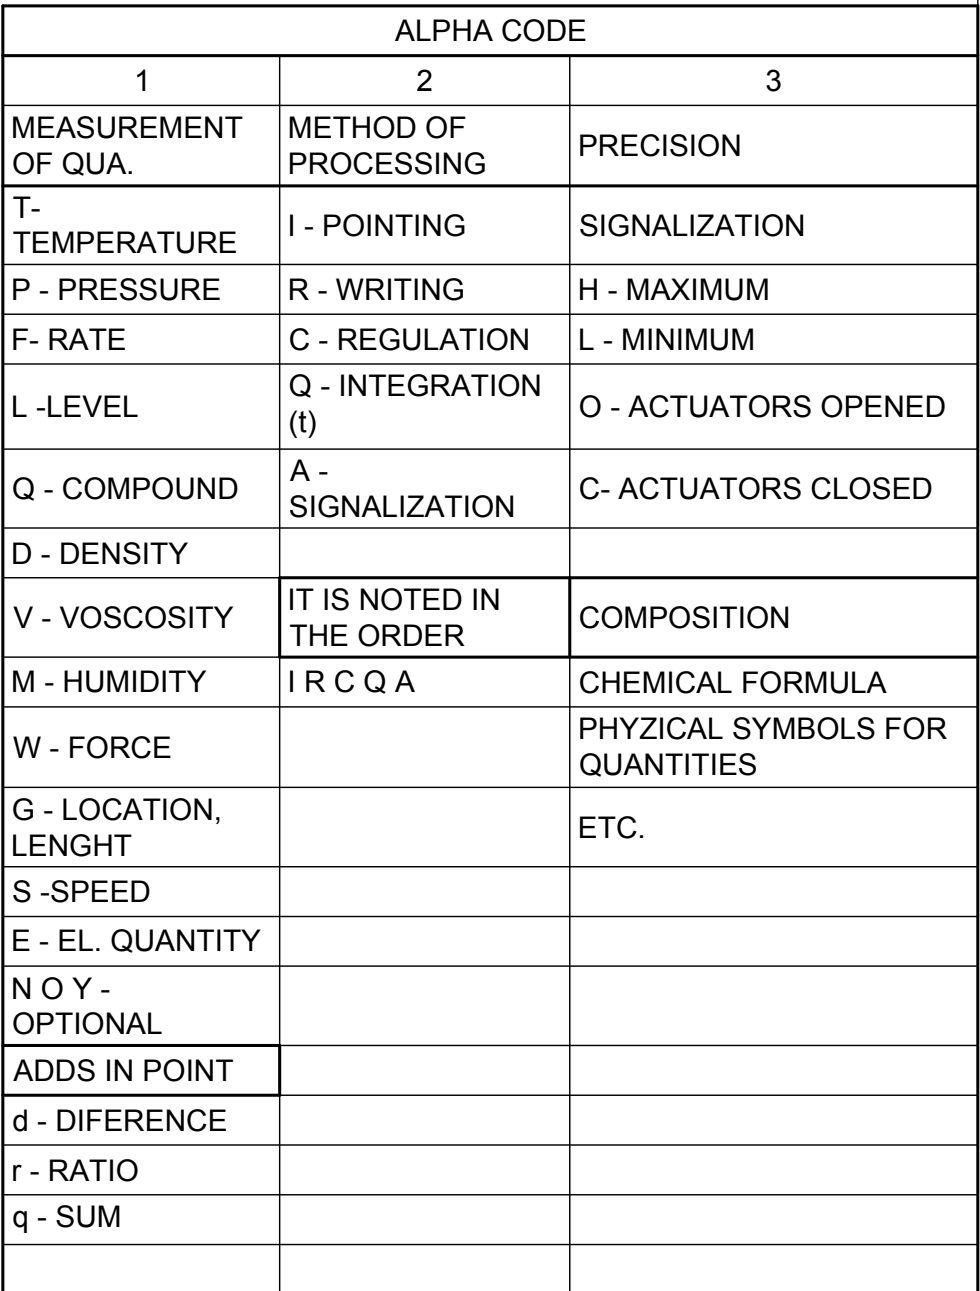 ALPHA CODE
1 2 3
MEASUREMENT OF QUA. METHOD OF PROCESSING PRECISION
T- TEMPERATURE I - POINTING SIGNALIZATION
P - PRESSURE R - WRITING H - MAXIMUM
F- RATE C - REGULATION L - MINIMUM
L -LEVEL Q - INTEGRATION (t) O - ACTUATORS OPENED
Q - COMPOUND A - SIGNALIZATION C- ACTUATORS CLOSED
D - DENSITY
V - VOSCOSITY IT IS NOTED IN THE ORDER COMPOSITION
M - HUMIDITY I R C Q A CHEMICAL FORMULA
W - FORCE PHYZICAL SYMBOLS FOR QUANTITIES
G - LOCATION, LENGHT ETC.
S -SPEED
E - EL. QUANTITY
N O Y - OPTIONAL
ADDS IN POINT
d - DIFERENCE
r - RATIO
q - SUM